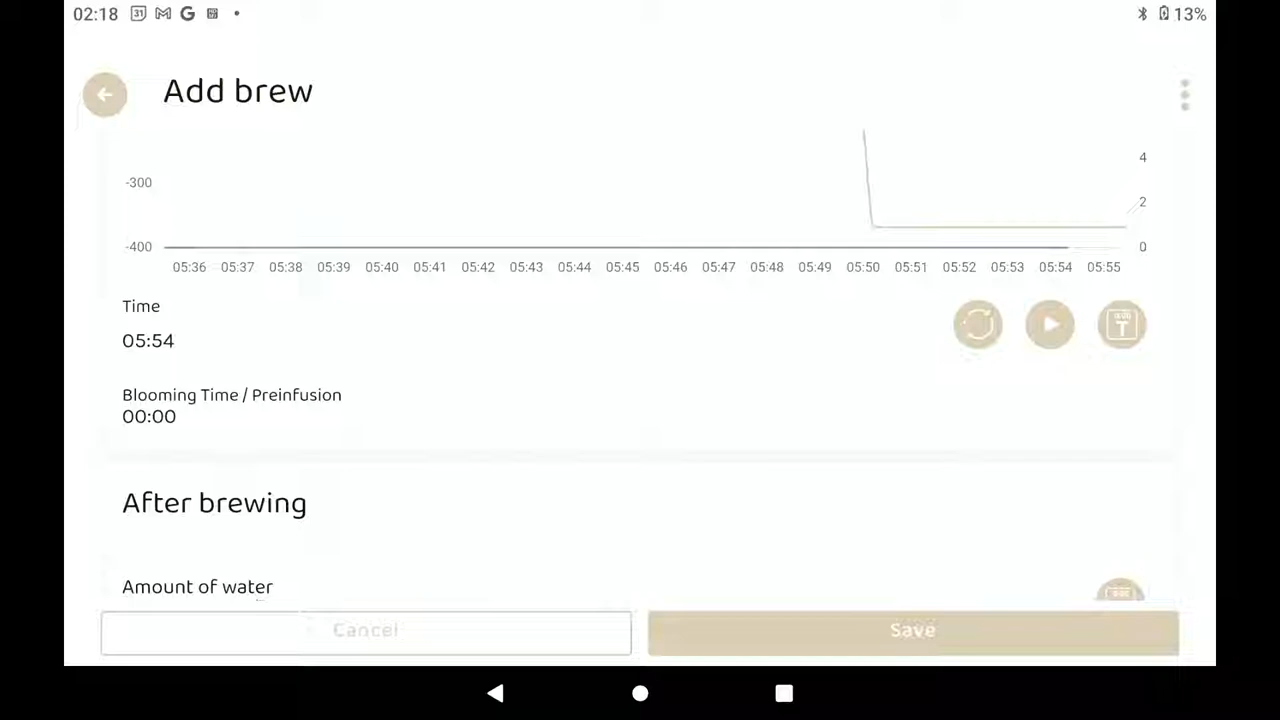 02:18 31 13%
Add brew
4
-300
2
-400 0
05:36 05:37 05:38 05:39 05:40 05:41 05:42 05:43 05:44 05:45 05:46 05:47 05:48 05:49 05:50 05:51 05:52 05:53 05:54 05:55
Time
05:54
T
Blooming Time / Preinfusion
00:00
After brewing
Amount of water
Cancel Save